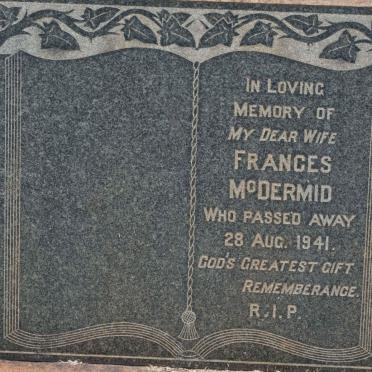 IN LOVING
MEMORY OF
MY DEAR WIFE
FRANCES
McDERMID
WHO PASSED AWAY
28 AUG. 1941.
GOD'S GREATEST GIFT
REMEMBERANCE.
R.I.P.